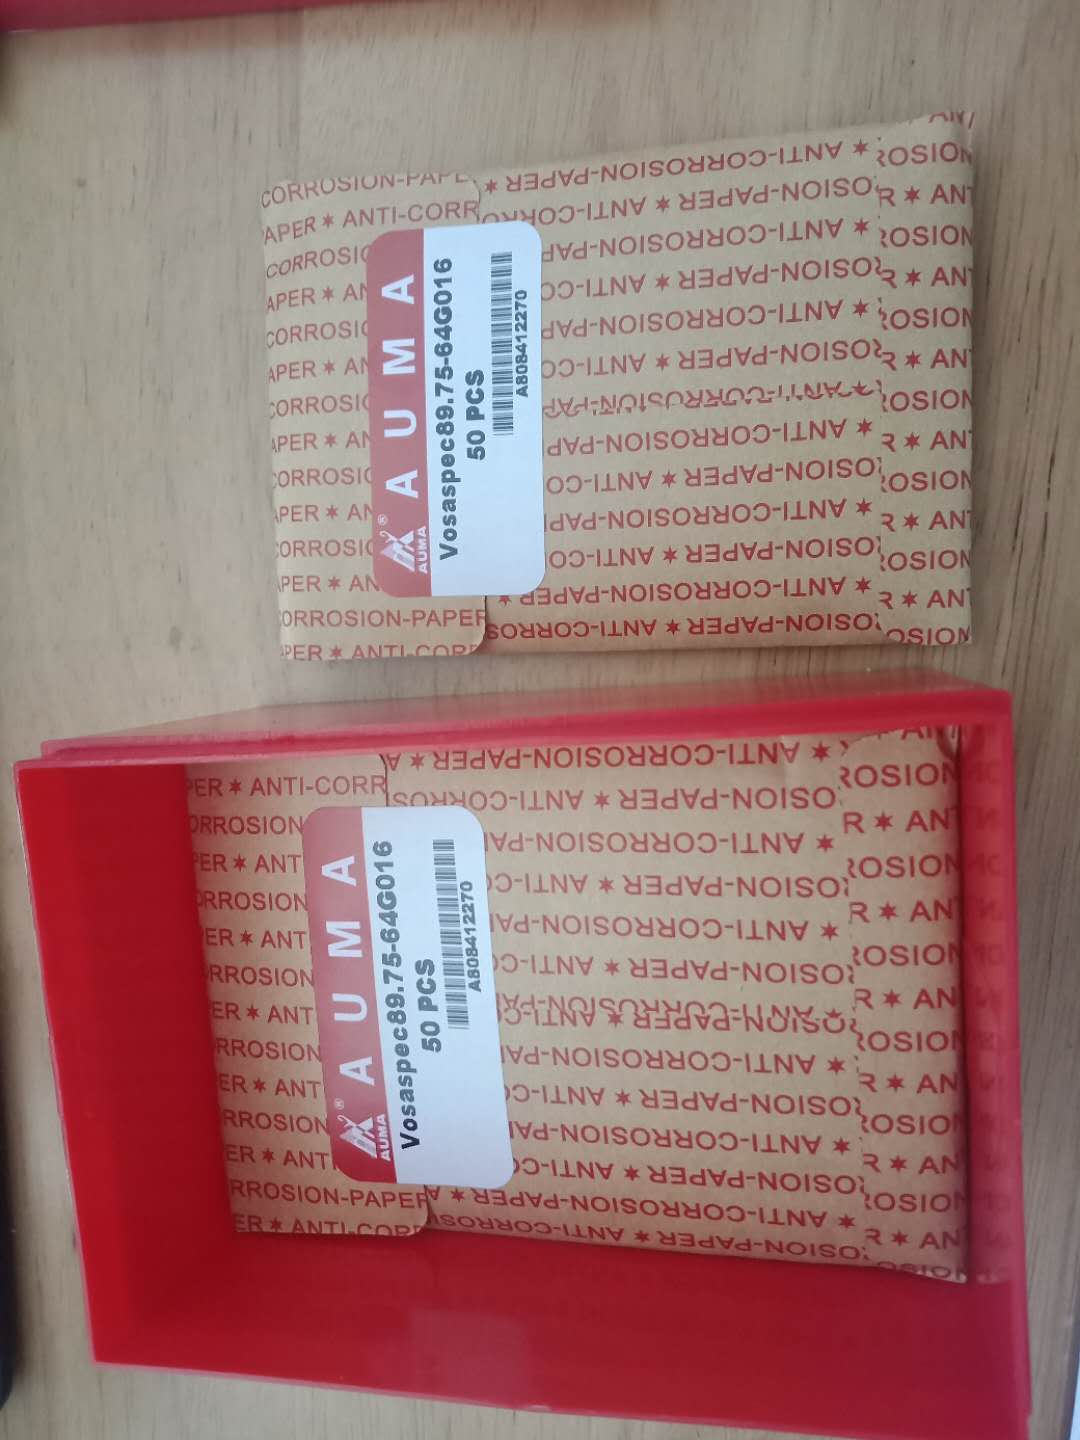 AUMA
AUMA®
Vosaspec89.75-64G016
50 PCS
A808412270
ANTI-CORROSION-PAPER ★ ANTI-CORROSION-PAPER
AUMA
AUMA®
Vosaspec89.75-64G016
50 PCS
A808412270
ANTI-CORROSION-PAPER ★ ANTI-CORROSION-PAPER